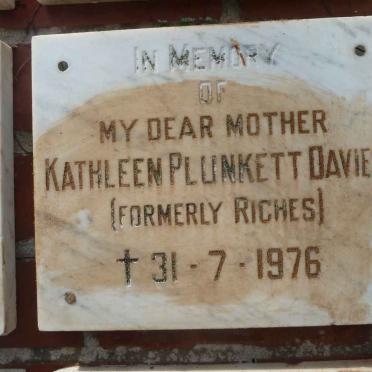 IN MEMORY
OF
MY DEAR MOTHER
KATHLEEN PLUNKETT DAVIE
(FORMERLY RICHES)
† 31 - 7 - 1976